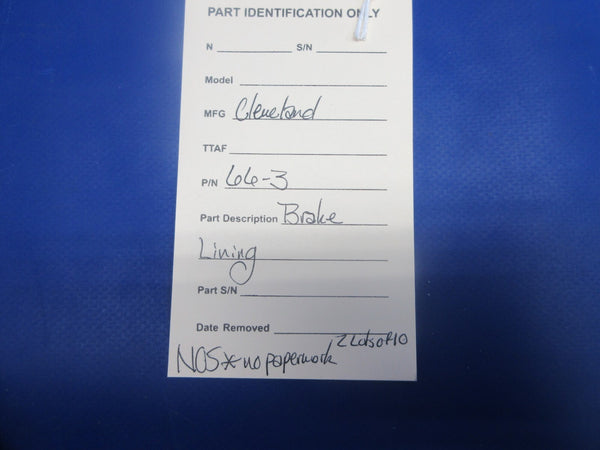 PART IDENTIFICATION ONLY
N S/N
Model
MFG Cleveland
TTAF
P/N 66-3
Part Description Brake
Lining
Part S/N
Date Removed
2 Lots of 10
NOS* no paperwork